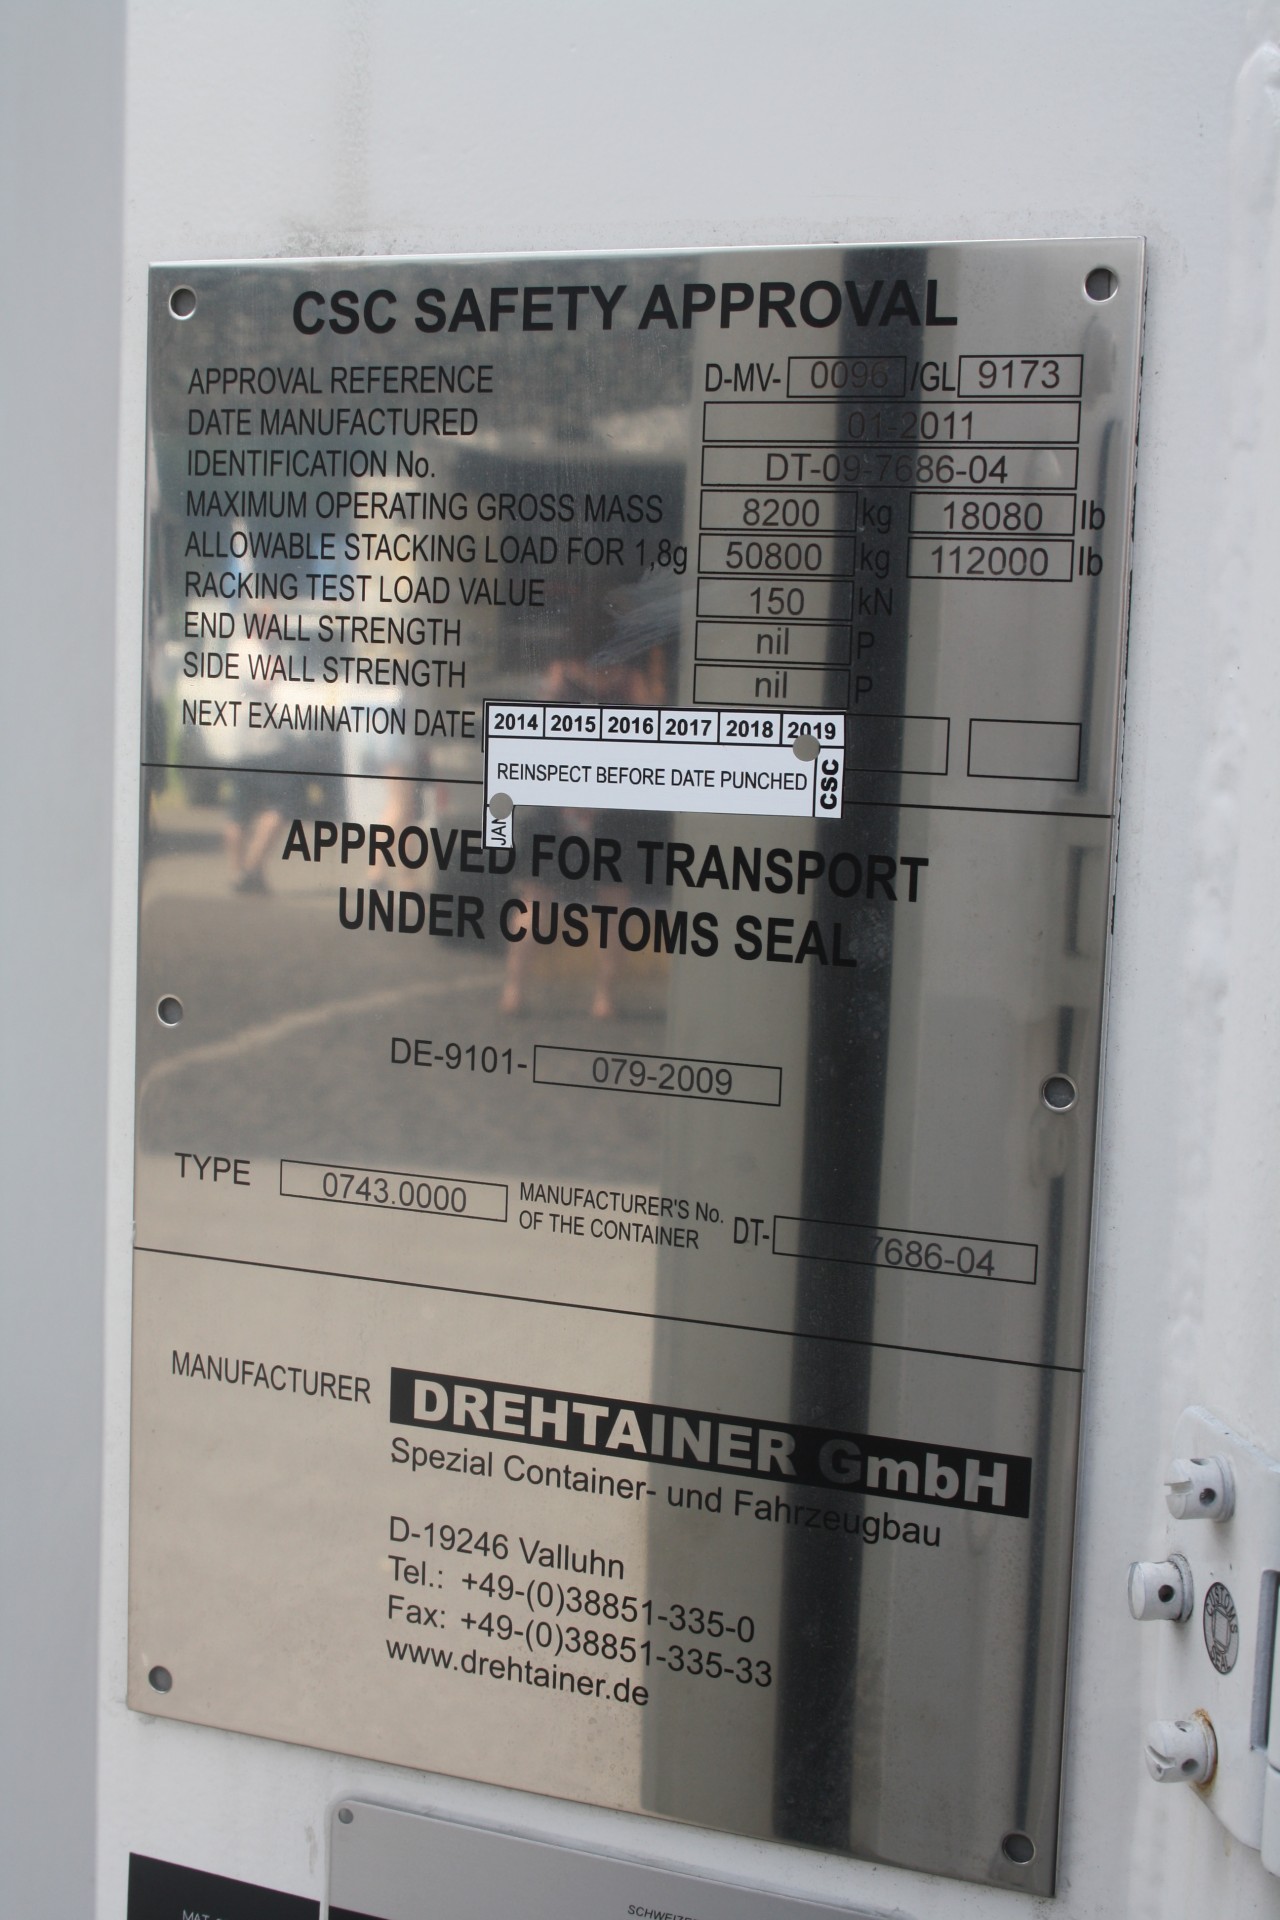 CSC SAFETY APPROVAL
APPROVAL REFERENCE D-MV- 0096 /GL 9173
DATE MANUFACTURED 01-2011
IDENTIFICATION No. DT-09-7686-04
MAXIMUM OPERATING GROSS MASS 8200 kg 18080 lb
ALLOWABLE STACKING LOAD FOR 1,8g 50800 kg 112000 lb
RACKING TEST LOAD VALUE 150 kN
END WALL STRENGTH nil P
SIDE WALL STRENGTH nil P
NEXT EXAMINATION DATE
2014 2015 2016 2017 2018 2019
REINSPECT BEFORE DATE PUNCHED CSC
JAN
APPROVED FOR TRANSPORT
UNDER CUSTOMS SEAL
DE-9101- 079-2009
TYPE 0743.0000 MANUFACTURER'S No. OF THE CONTAINER DT- 7686-04
MANUFACTURER DREHTAINER GmbH
Spezial Container- und Fahrzeugbau
D-19246 Valluhn
Tel.: +49-(0)38851-335-0
Fax: +49-(0)38851-335-33
www.drehtainer.de
CUSTOMS
SEAL